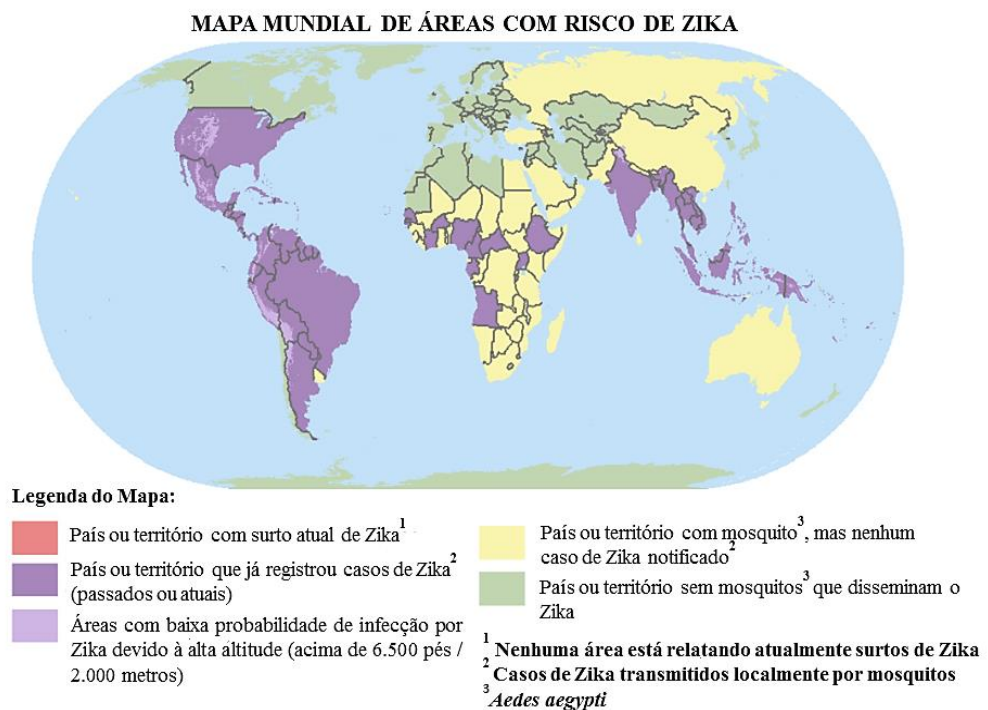 MAPA MUNDIAL DE ÁREAS COM RISCO DE ZIKA
Legenda do Mapa:
País ou território com surto atual de Zika¹
País ou território que já registrou casos de Zika²
(passados ou atuais)
Áreas com baixa probabilidade de infecção por
Zika devido à alta altitude (acima de 6.500 pés /
2.000 metros)
País ou território com mosquito³, mas nenhum
caso de Zika notificado²
País ou território sem mosquitos³ que disseminam o
Zika
¹ Nenhuma área está relatando atualmente surtos de Zika
² Casos de Zika transmitidos localmente por mosquitos
³ Aedes aegypti